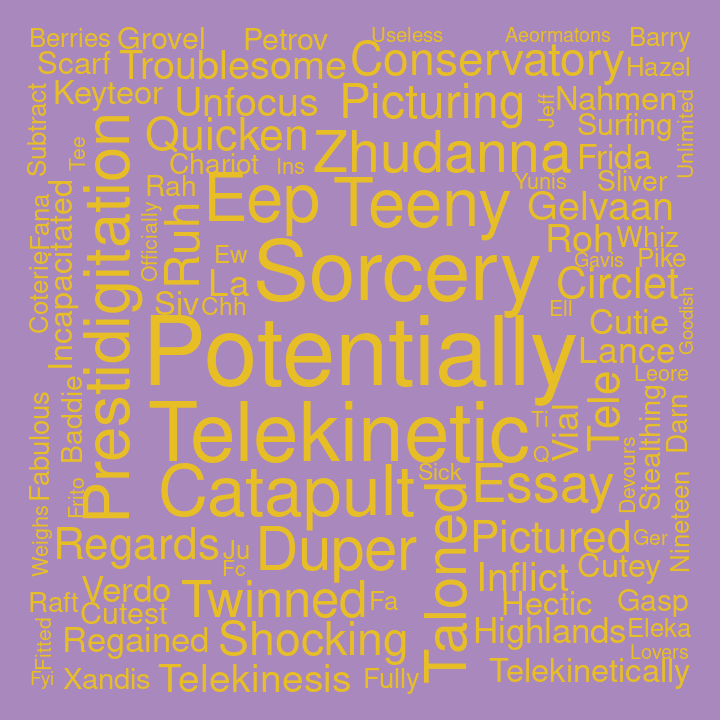 Berries
Grovel
Petrov
Useless
Aeormatons
Barry
Scarf
Troublesome
Conservatory
Hazel
Keyteor
Unfocus
Picturing
Jeff
Nahmen
Subtract
Tee
Quicken
Zhudanna
Surfing
Unlimited
Chariot
Ins
Frida
Prestidigitation
Rah
Eep
Teeny
Yunis
Sliver
Fana
Incapacitated
Officially
Ruh
Gelvaan
Coterie
Ew
Sorcery
Roh
Whiz
La
Gavis
Pike
Siv
Chh
Circlet
Goodish
Potentially
Ell
Cutie
Lance
Leore
Fabulous
Baddie
Telekinetic
Ti
Vial
Tele
Darn
Q
Stealthing
Frito
Catapult
Sick
Essay
Devours
Weighs
Regards
Ju
Duper
Taloned
Pictured
Ger
Nineteen
Fc
Inflict
Cutey
Verdo
Twinned
Fa
Raft
Cutest
Hectic
Gasp
Fitted
Regained
Shocking
Highlands
Eleka
Lovers
Yi
Xandis
Telekinesis
Fully
Telekinetically